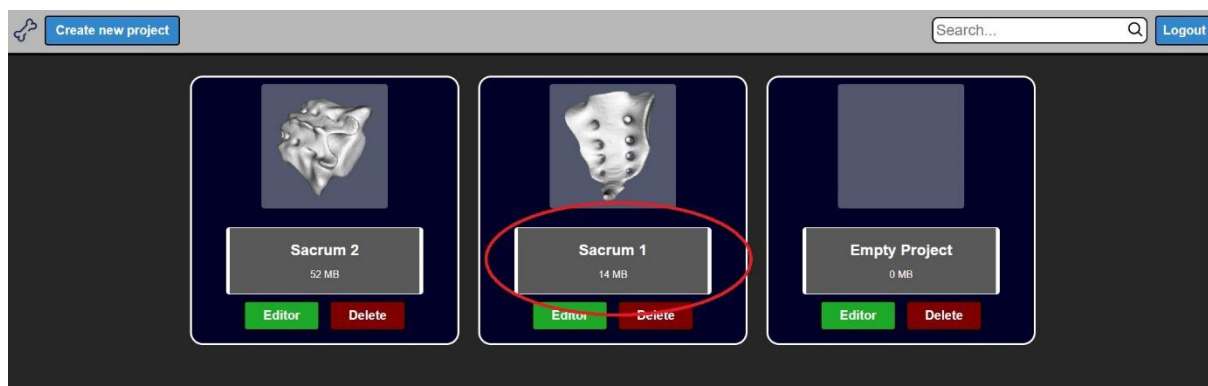 Create new project
Search...
Logout
Sacrum 2
52 MB
Editor Delete
Sacrum 1
14 MB
Editor Delete
Empty Project
0 MB
Editor Delete